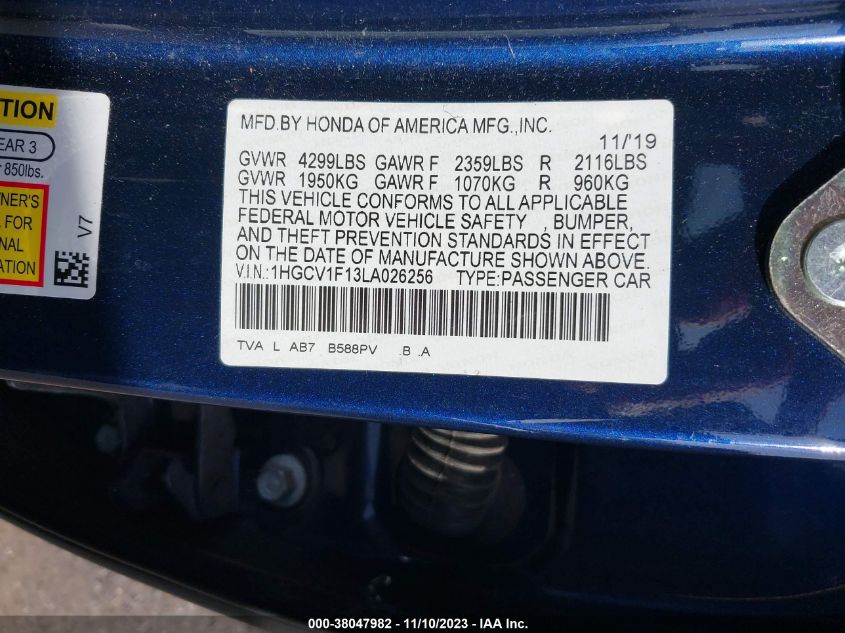 TION
EAR 3
850lbs.
NER'S
FOR
NAL
ATION
V7
MFD.BY HONDA OF AMERICA MFG.,INC.
11/19
GVWR 4299LBS GAWR F 2359LBS R 2116LBS
GVWR 1950KG GAWR F 1070KG R 960KG
THIS VEHICLE CONFORMS TO ALL APPLICABLE
FEDERAL MOTOR VEHICLE SAFETY , BUMPER,
AND THEFT PREVENTION STANDARDS IN EFFECT
ON THE DATE OF MANUFACTURE SHOWN ABOVE.
V.I.N.:1HGCV1F13LA026256 TYPE:PASSENGER CAR
TVA L AB7 B588PV .B .A
000-38047982 - 11/10/2023 - IAA Inc.